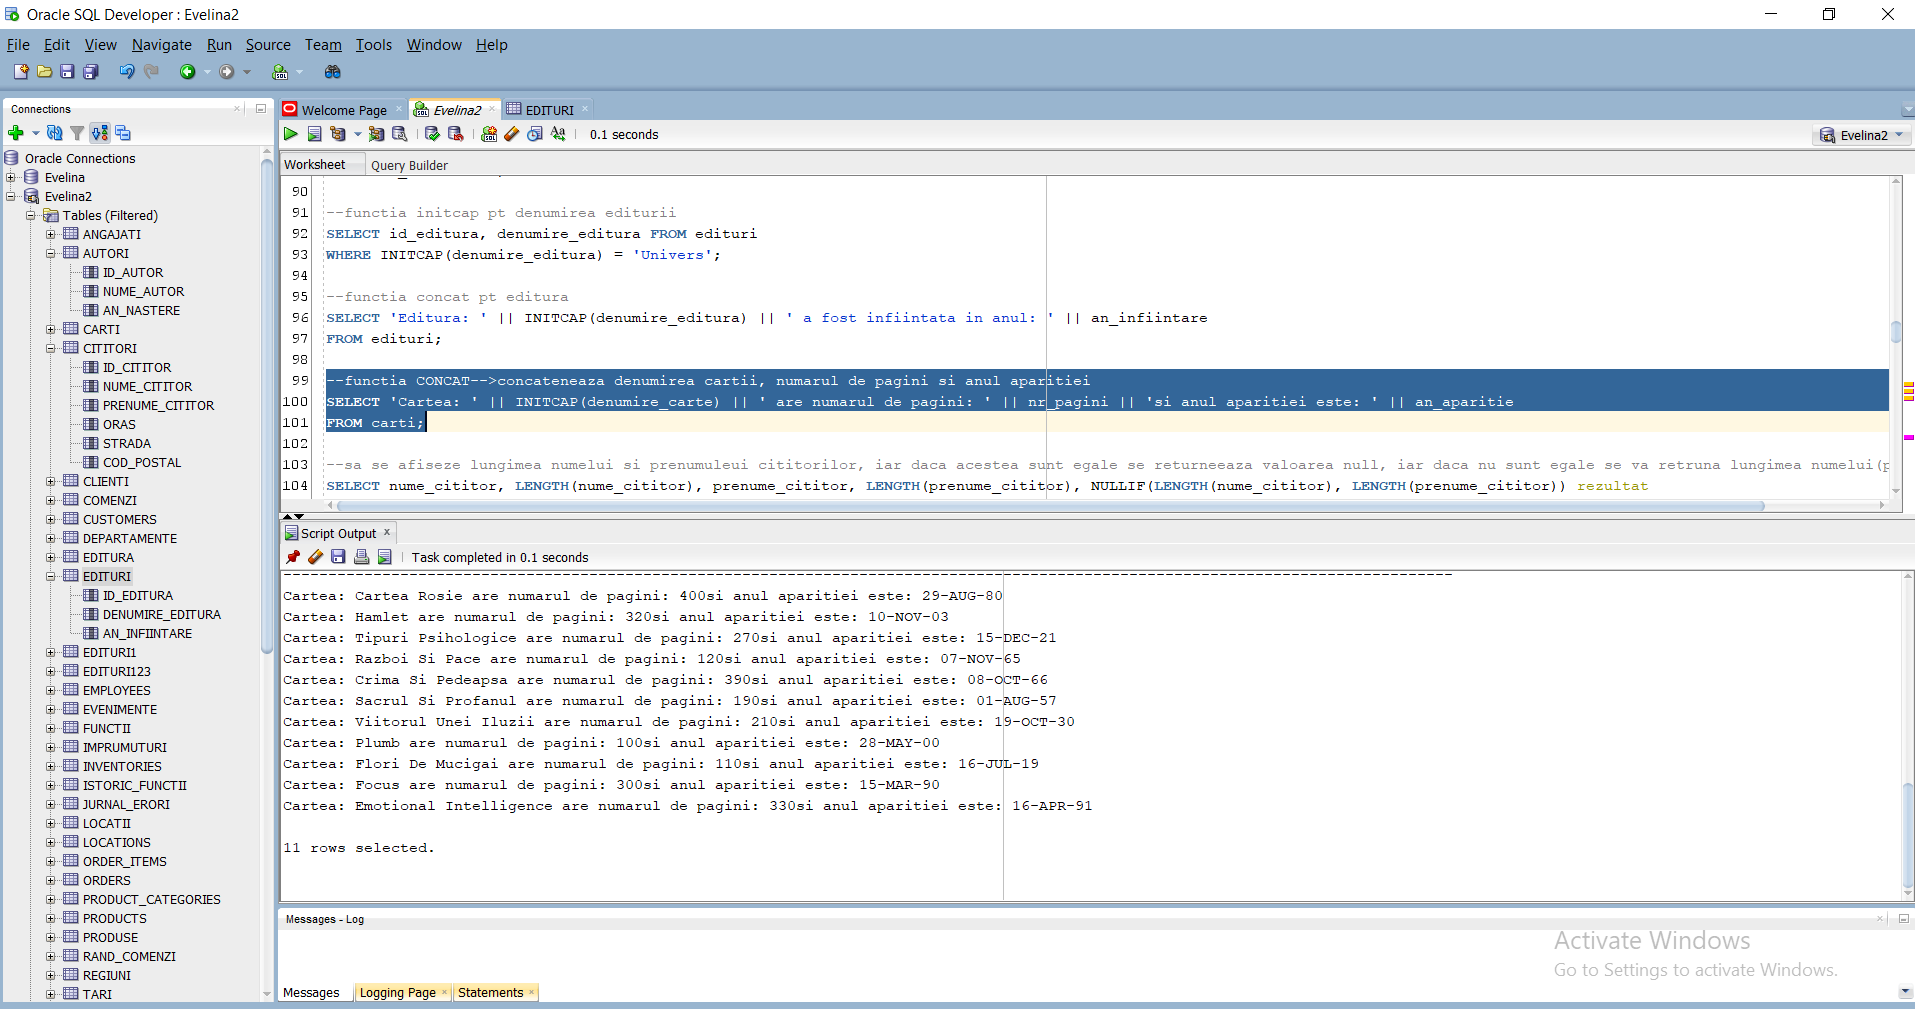 Oracle SQL Developer : Evelina2
File Edit View Navigate Run Source Team Tools Window Help
Connections
Oracle Connections
Evelina
Evelina2
Tables (Filtered)
ANGAJATI
AUTORI
ID_AUTOR
NUME_AUTOR
AN_NASTERE
CARTI
CITITORI
ID_CITITOR
NUME_CITITOR
PRENUME_CITITOR
ORAS
STRADA
COD_POSTAL
CLIENTI
COMENZI
CUSTOMERS
DEPARTAMENTE
EDITURA
EDITURI
ID_EDITURA
DENUMIRE_EDITURA
AN_INFIINTARE
EDITURI1
EDITURI123
EMPLOYEES
EVENIMENTE
FUNCTII
IMPRUMUTURI
INVENTORIES
ISTORIC_FUNCTII
JURNAL_ERORI
LOCATII
LOCATIONS
ORDER_ITEMS
ORDERS
PRODUCT_CATEGORIES
PRODUCTS
PRODUSE
RAND_COMENZI
REGIUNI
TARI
Welcome Page Evelina2 EDITURI
0.1 seconds
Evelina2
Worksheet Query Builder
90
91 --functia initcap pt denumirea editurii
92 SELECT id_editura, denumire_editura FROM edituri
93 WHERE INITCAP(denumire_editura) = 'Univers';
94
95 --functia concat pt editura
96 SELECT 'Editura: ' || INITCAP(denumire_editura) || ' a fost infiintata in anul: ' || an_infiintare
97 FROM edituri;
98
99 --functia CONCAT-->concateneaza denumirea cartii, numarul de pagini si anul aparitiei
100 SELECT 'Cartea: ' || INITCAP(denumire_carte) || ' are numarul de pagini: ' || nr_pagini || 'si anul aparitiei este: ' || an_aparitie
101 FROM carti;
102
103 --sa se afiseze lungimea numelui si prenumuleui cititorilor, iar daca acestea sunt egale se returneeaza valoarea null, iar daca nu sunt egale se va retruna lungimea numelui(p
104 SELECT nume_cititor, LENGTH(nume_cititor), prenume_cititor, LENGTH(prenume_cititor), NULLIF(LENGTH(nume_cititor), LENGTH(prenume_cititor)) rezultat
Script Output
Task completed in 0.1 seconds
Cartea: Cartea Rosie are numarul de pagini: 400si anul aparitiei este: 29-AUG-80
Cartea: Hamlet are numarul de pagini: 320si anul aparitiei este: 10-NOV-03
Cartea: Tipuri Psihologice are numarul de pagini: 270si anul aparitiei este: 15-DEC-21
Cartea: Razboi Si Pace are numarul de pagini: 120si anul aparitiei este: 07-NOV-65
Cartea: Crima Si Pedeapsa are numarul de pagini: 390si anul aparitiei este: 08-OCT-66
Cartea: Sacrul Si Profanul are numarul de pagini: 190si anul aparitiei este: 01-AUG-57
Cartea: Viitorul Unei Iluzii are numarul de pagini: 210si anul aparitiei este: 19-OCT-30
Cartea: Plumb are numarul de pagini: 100si anul aparitiei este: 28-MAY-00
Cartea: Flori De Mucigai are numarul de pagini: 110si anul aparitiei este: 16-JUL-19
Cartea: Focus are numarul de pagini: 300si anul aparitiei este: 15-MAR-90
Cartea: Emotional Intelligence are numarul de pagini: 330si anul aparitiei este: 16-APR-91
11 rows selected.
Messages - Log
Activate Windows
Go to Settings to activate Windows.
Messages Logging Page Statements